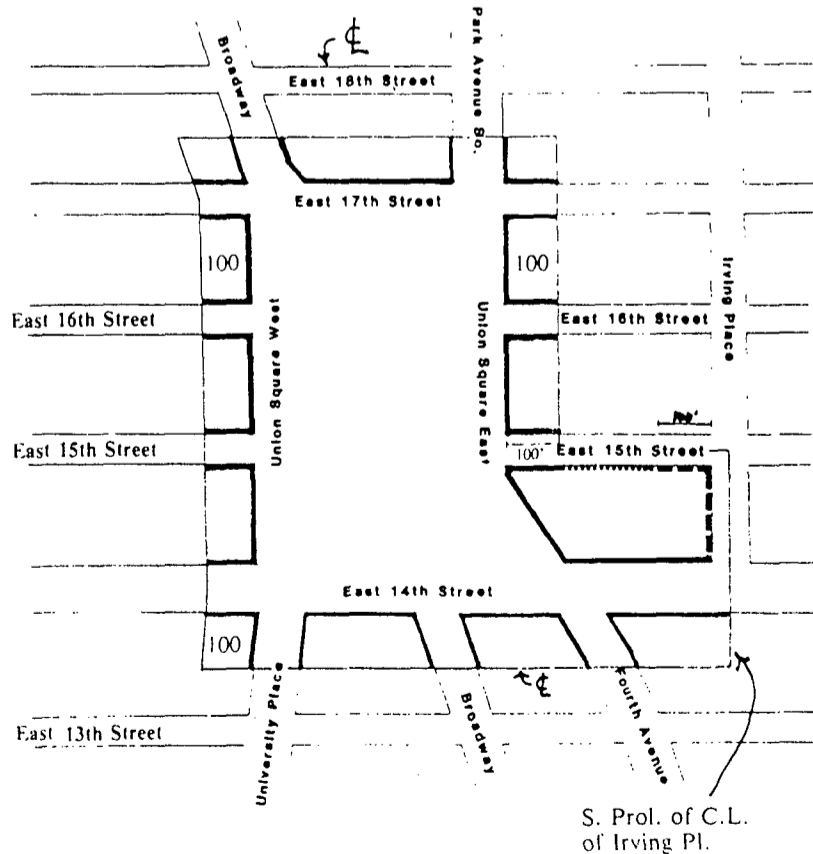 ℄
Broadway
Park Avenue So.
East 18th Street
East 17th Street
100
100
Irving Place
East 16th Street
Union Square West
Union Square East
East 16th Street
100'
East 15th Street
100'
East 15th Street
East 14th Street
100
℄
University Place
Broadway
Fourth Avenue
East 13th Street
S. Prol. of C.L.
of Irving Pl.